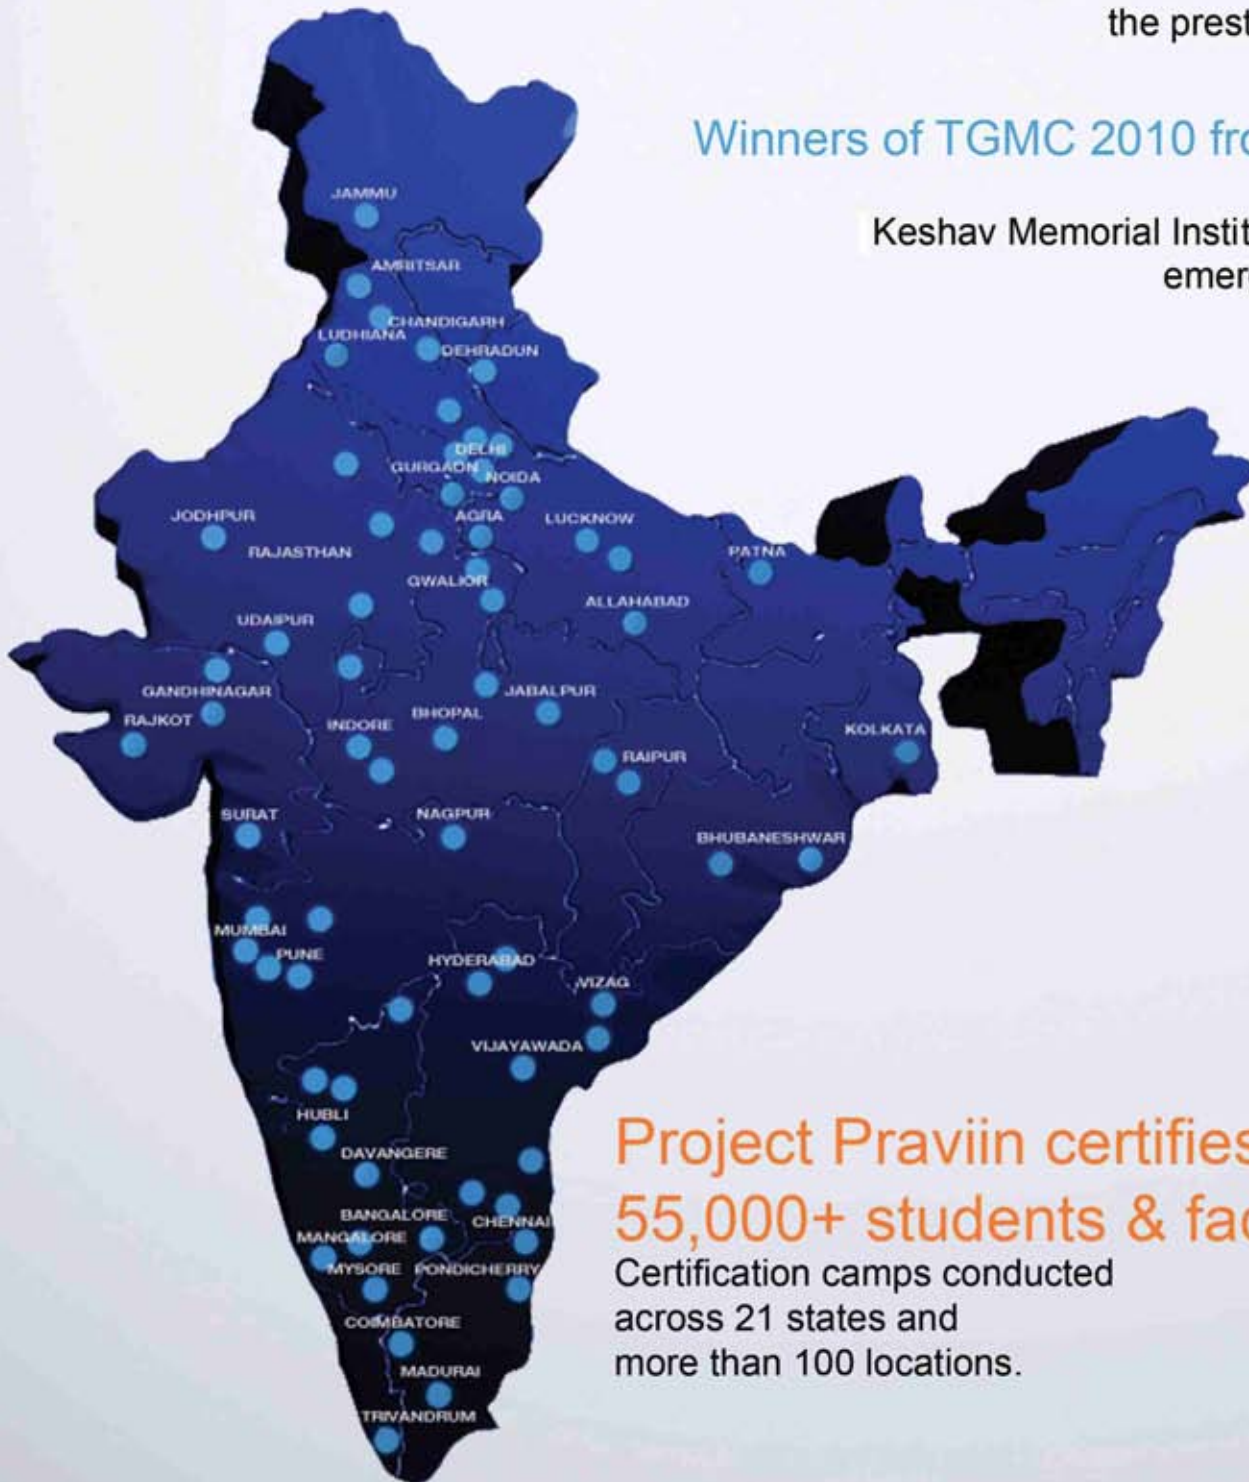 the prest
Winners of TGMC 2010 fro
Keshav Memorial Instit
emer
JAMMU
AMRITSAR
CHANDIGARH
LUDHIANA
DEHRADUN
DELHI
GURGAON
NOIDA
JODHPUR
AGRA
LUCKNOW
RAJASTHAN
PATNA
GWALIOR
ALLAHABAD
UDAIPUR
GANDHINAGAR
JABALPUR
RAJKOT
INDORE
BHOPAL
KOLKATA
RAIPUR
SURAT
NAGPUR
BHUBANESHWAR
MUMBAI
PUNE
HYDERABAD
VIZAG
VIJAYAWADA
HUBLI
DAVANGERE
BANGALORE
CHENNAI
MANGALORE
MYSORE
PONDICHERRY
COIMBATORE
MADURAI
TRIVANDRUM
Project Praviin certifies
55,000+ students & fac
Certification camps conducted
across 21 states and
more than 100 locations.